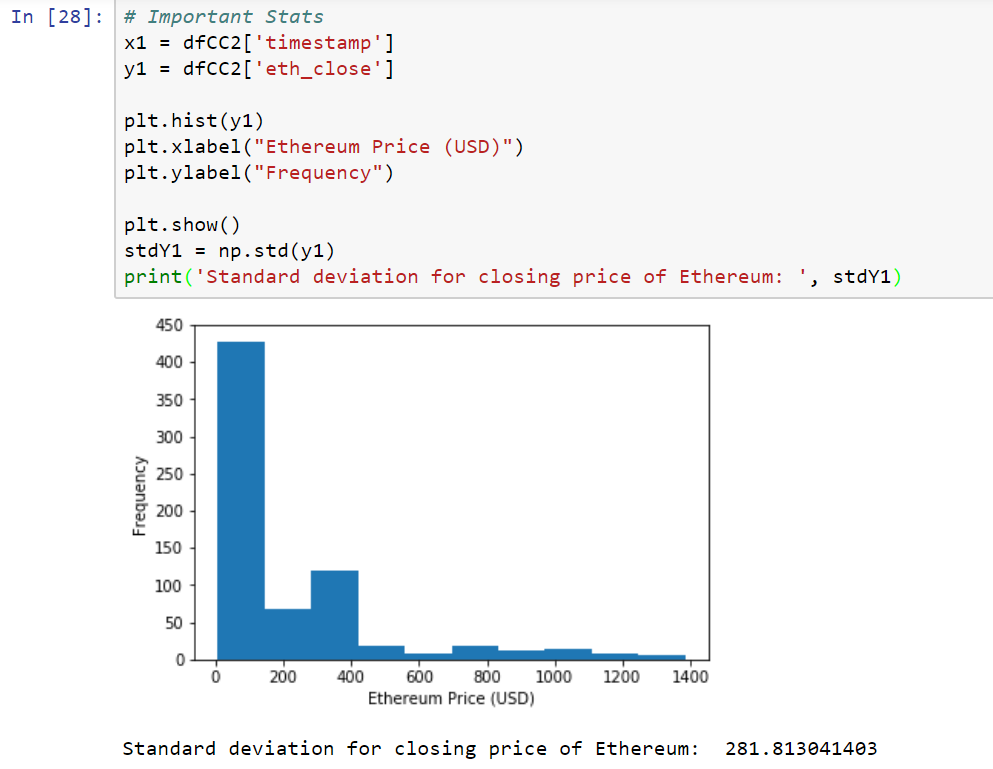 In [28]: # Important Stats
x1 = dfCC2['timestamp']
y1 = dfCC2['eth_close']
plt.hist(y1)
plt.xlabel("Ethereum Price (USD)")
plt.ylabel("Frequency")
plt.show()
stdY1 = np.std(y1)
print('Standard deviation for closing price of Ethereum: ', stdY1)
450
400
350
300
250
200
150
100
50
0
Frequency
0 200 400 600 800 1000 1200 1400
Ethereum Price (USD)
Standard deviation for closing price of Ethereum:  281.813041403